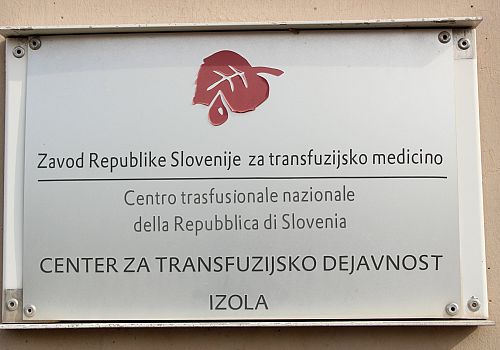 Zavod Republike Slovenije za transfuzijsko medicino
Centro trasfusionale nazionale
della Repubblica di Slovenia
CENTER ZA TRANSFUZIJSKO DEJAVNOST
IZOLA